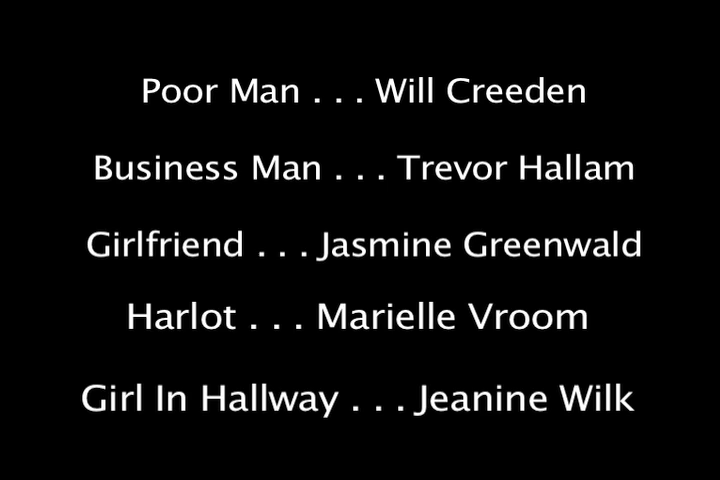 Poor Man . . . Will Creeden
Business Man . . . Trevor Hallam
Girlfriend . . . Jasmine Greenwald
Harlot . . . Marielle Vroom
Girl In Hallway . . . Jeanine Wilk